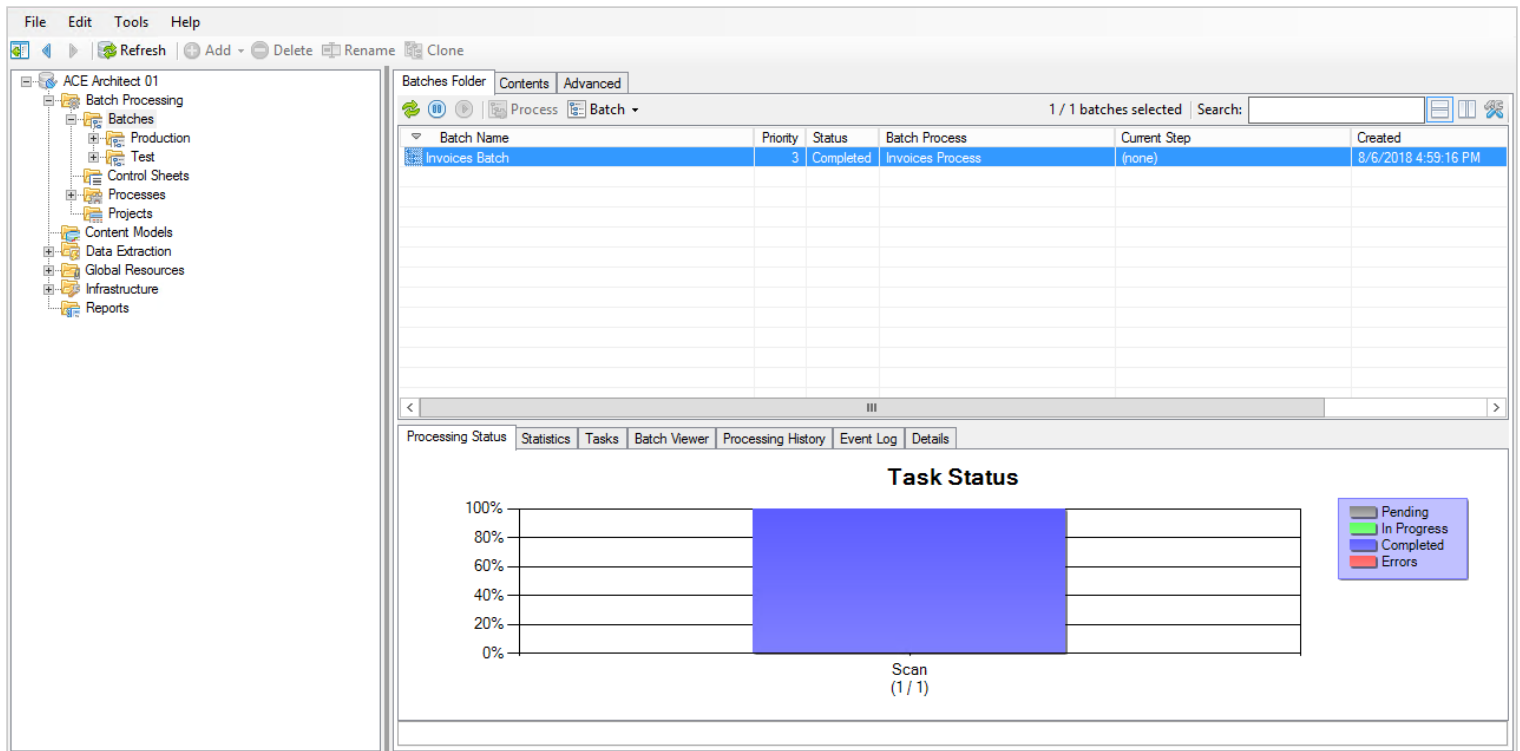 File Edit Tools Help
Refresh Add Delete Rename Clone
ACE Architect 01
Batch Processing
Batches
Production
Test
Control Sheets
Processes
Projects
Content Models
Data Extraction
Global Resources
Infrastructure
Reports
Batches Folder Contents Advanced
Process Batch 1 / 1 batches selected Search:
Batch Name Priority Status Batch Process Current Step Created
Invoices Batch 3 Completed Invoices Process (none) 8/6/2018 4:59:16 PM
Processing Status Statistics Tasks Batch Viewer Processing History Event Log Details
Task Status
100%
80%
60%
40%
20%
0%
Scan
(1 / 1)
Pending
In Progress
Completed
Errors